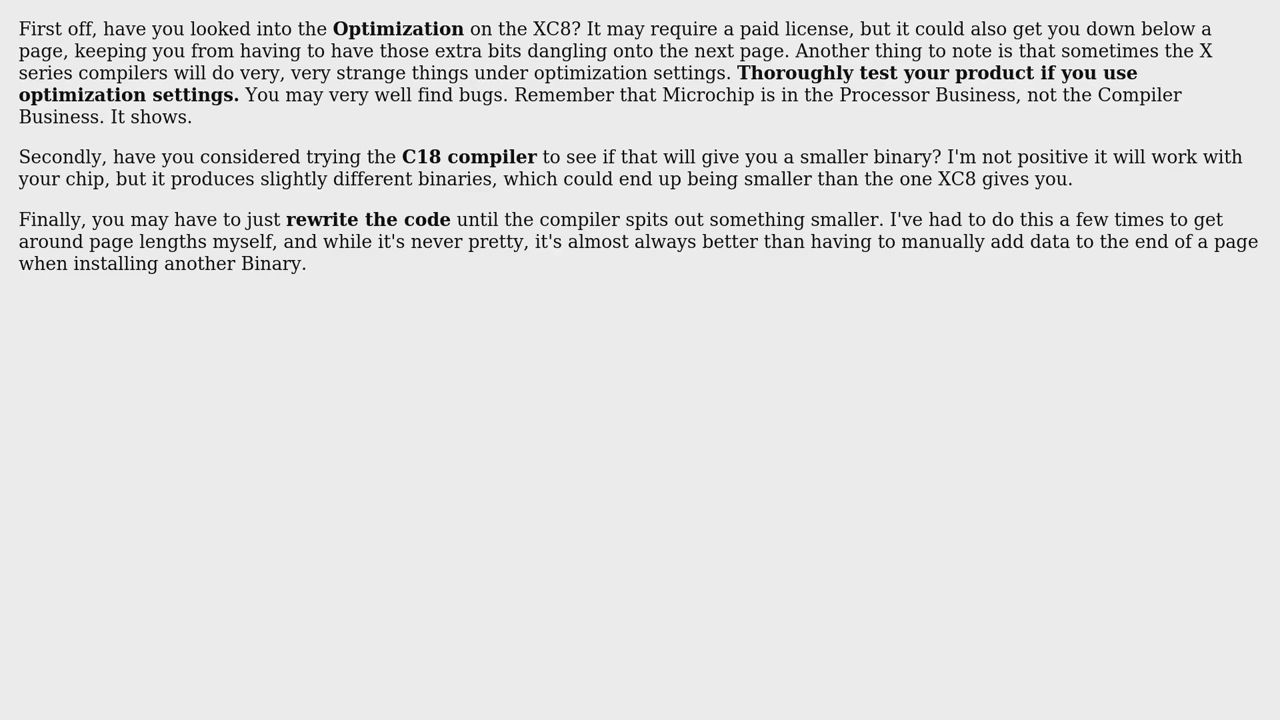 First off, have you looked into the Optimization on the XC8? It may require a paid license, but it could also get you down below a
page, keeping you from having to have those extra bits dangling onto the next page. Another thing to note is that sometimes the X
series compilers will do very, very strange things under optimization settings. Thoroughly test your product if you use
optimization settings. You may very well find bugs. Remember that Microchip is in the Processor Business, not the Compiler
Business. It shows.
Secondly, have you considered trying the C18 compiler to see if that will give you a smaller binary? I'm not positive it will work with
your chip, but it produces slightly different binaries, which could end up being smaller than the one XC8 gives you.
Finally, you may have to just rewrite the code until the compiler spits out something smaller. I've had to do this a few times to get
around page lengths myself, and while it's never pretty, it's almost always better than having to manually add data to the end of a page
when installing another Binary.